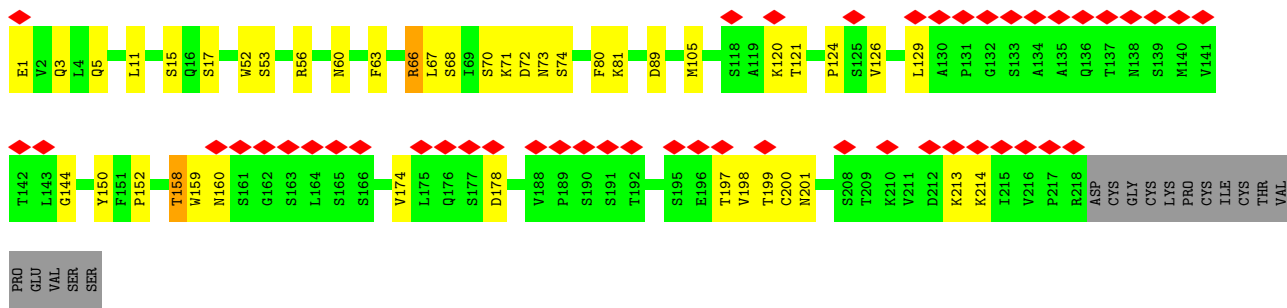 E1 V2 Q3 L4 Q5 L11 S15 Q16 S17 W52 S53 R56 N60 F63 R66 L67 S68 I69 S70 K71 D72 N73 S74 F80 K81 D89 M105 S118 A119 K120 T121 P124 S125 V126 L129 A130 P131 G132 S133 A134 A135 Q136 T137 N138 S139 M140 V141
T142 L143 G144 Y150 F151 P152 T158 W159 N160 S161 G162 S163 L164 S165 S166 V174 L175 Q176 S177 D178 V188 P189 S190 S191 T192 S195 E196 T197 V198 T199 C200 N201 S208 T209 K210 V211 D212 K213 K214 I215 V216 P217 R218 ASP CYS GLY CYS LYS PRO CYS ILE CYS THR VAL
PRO GLU VAL SER SER